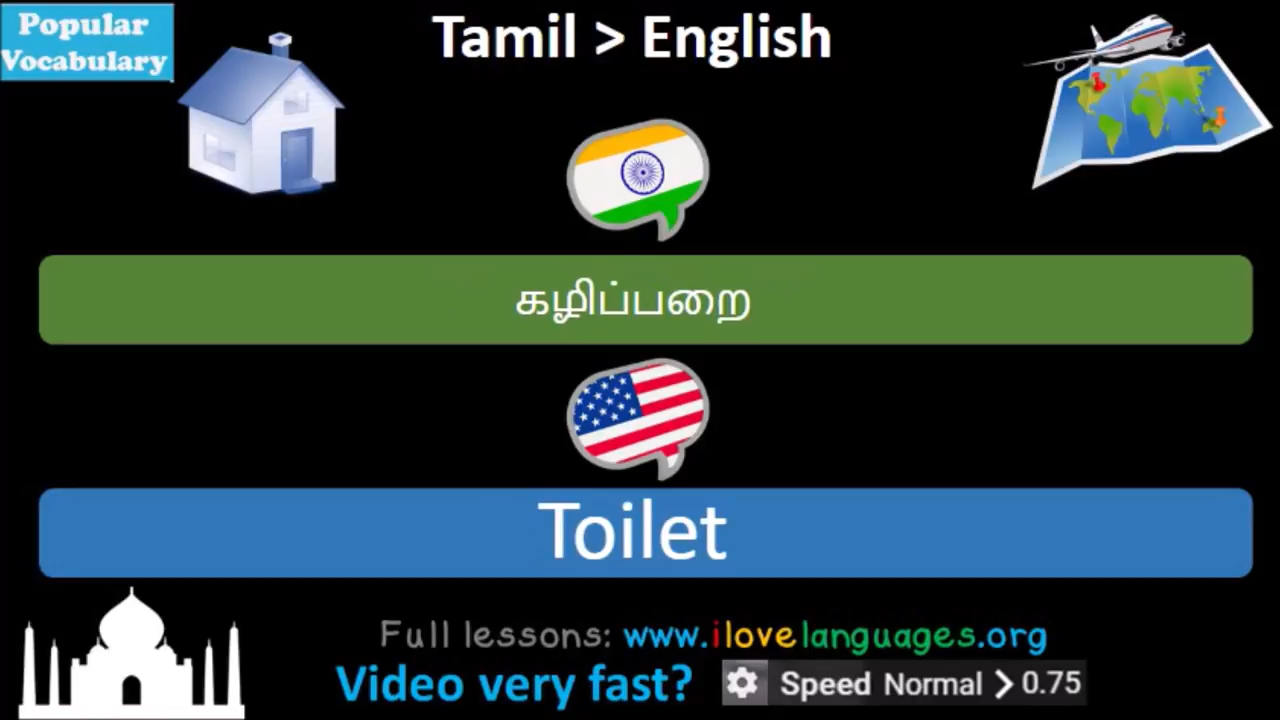 Popular
Vocabulary
Tamil > English
கழிப்பறை
Toilet
Full lessons: www.ilovelanguages.org
Video very fast? Speed Normal > 0.75